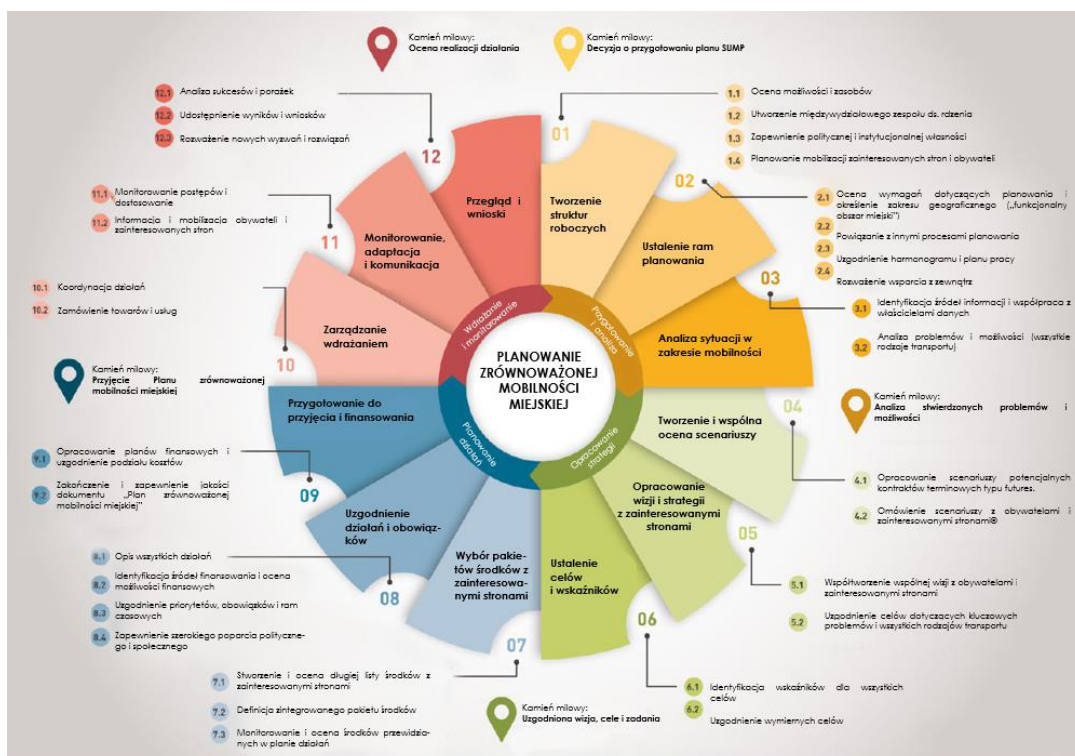 Kamień milowy:
Ocena realizacji działania
Kamień milowy:
Decyzja o przygotowaniu planu SUMP
12.1 Analiza sukcesów i porażek
12.2 Udostępnienie wyników i wniosków
12.3 Rozważenie nowych wyzwań i rozwiązań
1.1 Ocena możliwości i zasobów
1.2 Utworzenie międzywydziałowego zespołu ds. rdzenia
1.3 Zapewnienie politycznej i instytucjonalnej własności
1.4 Planowanie mobilizacji zainteresowanych stron i obywateli
11.1 Monitorowanie postępów i
dostosowanie
11.2 Informacja i mobilizacja obywateli i
zainteresowanych stron
2.1 Ocena wymagań dotyczących planowania i
określenie zakresu geograficznego („funkcjonalny
obszar miejski”)
2.2
Powiązanie z innymi procesami planowania
2.3
Uzgodnienie harmonogramu i planu pracy
2.4
Rozważenie wsparcia z zewnątrz
10.1 Koordynacja działań
10.2 Zamówienie towarów i usług
3.1 Identyfikacja źródeł informacji i współpraca z
właścicielami danych
3.2 Analiza problemów i możliwości (wszystkie
rodzaje transportu)
Kamień milowy:
Przyjęcie Planu zrównoważonej
mobilności miejskiej
Kamień milowy:
Analiza stwierdzonych problemów i
możliwości
01
Tworzenie
struktur
roboczych
02
Ustalenie ram
planowania
03
Analiza sytuacji w
zakresie mobilności
04
Tworzenie i wspólna
ocena scenariuszy
05
Opracowanie
wizji i strategii
z zainteresowanymi
stronami
06
Ustalenie
celów
i wskaźników
07
Wybór pakie-
tów środków z
zainteresowa-
nymi stronami
08
Uzgodnienie
działań i obowiąz-
ków
09
Przygotowanie do
przyjęcia i finansowania
10
Zarządzanie
wdrażaniem
11
Monitorowanie,
adaptacja
i komunikacja
12
Przegląd i
wnioski
Wdrażanie
i monitorowanie
Przygotowanie
i analiza
Opracowanie
strategii
Planowanie
działań
PLANOWANIE
ZRÓWNOWAŻONEJ
MOBILNOŚCI
MIEJSKIEJ
9.1 Opracowanie planów finansowych i
uzgodnienie podziału kosztów
9.2 Zakończenie i zapewnienie jakości
dokumentu „Plan zrównoważonej
mobilności miejskiej”
4.1 Opracowanie scenariuszy potencjalnych
kontraktów terminowych typu futures.
4.2 Omówienie scenariuszy z obywatelami i
zainteresowanymi stronami®
8.1 Opis wszystkich działań
8.2 Identyfikacja źródeł finansowania i ocena
możliwości finansowych
8.3 Uzgodnienie priorytetów, obowiązków i ram
czasowych
8.4 Zapewnienie szerokiego poparcia polityczne-
go i społecznego
5.1 Współtworzenie wspólnej wizji z obywatelami i
zainteresowanymi stronami
5.2 Uzgodnienie celów dotyczących kluczowych
problemów i wszystkich rodzajów transportu
7.1 Stworzenie i ocena długiej listy środków z
zainteresowanymi stronami
7.2 Definicja zintegrowanego pakietu środków
7.3 Monitorowanie i ocena środków przewidzia-
nych w planie działań
6.1 Identyfikacja wskaźników dla wszystkich
celów
6.2
Uzgodnienie wymiernych celów
Kamień milowy:
Uzgodniona wizja, cele i zadania